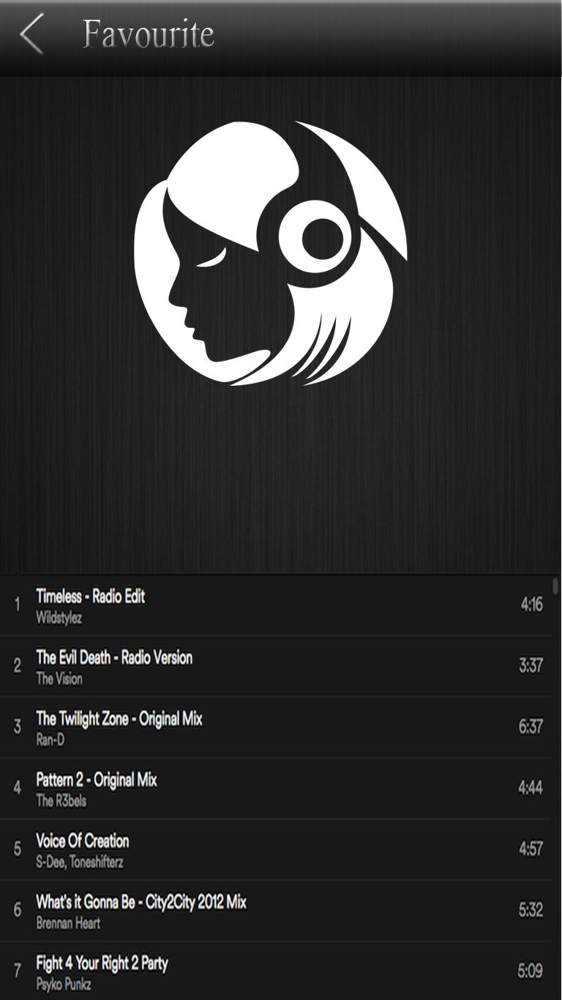 Favourite
1
Timeless - Radio Edit
4:16
Wildstylez
2
The Evil Death - Radio Version
3:37
The Vision
3
The Twilight Zone - Original Mix
6:37
Ran-D
4
Pattern 2 - Original Mix
4:44
The R3bels
5
Voice Of Creation
4:57
S-Dee, Toneshifterz
6
What's it Gonna Be - City2City 2012 Mix
5:32
Brennan Heart
7
Fight 4 Your Right 2 Party
5:09
Psyko Punkz